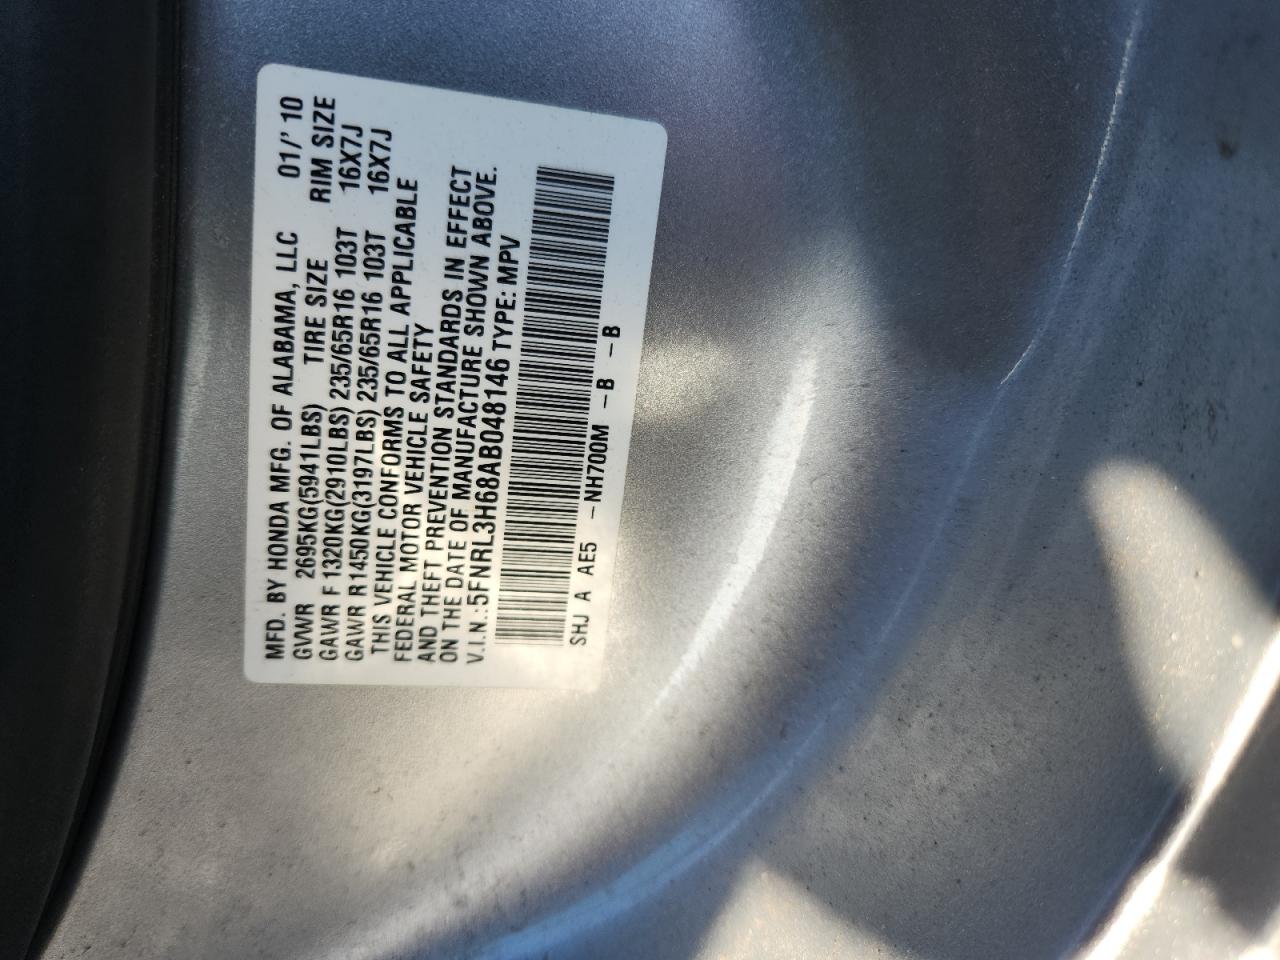 MFD. BY HONDA MFG. OF ALABAMA, LLC 01/' 10
GVWR 2695KG(5941LBS) TIRE SIZE RIM SIZE
GAWR F 1320KG(2910LBS) 235/65R16 103T 16X7J
GAWR R 1450KG(3197LBS) 235/65R16 103T 16X7J
THIS VEHICLE CONFORMS TO ALL APPLICABLE
FEDERAL MOTOR VEHICLE SAFETY
AND THEFT PREVENTION STANDARDS IN EFFECT
ON THE DATE OF MANUFACTURE SHOWN ABOVE.
V.I.N.:5FNRL3H68AB048146 TYPE: MPV
SHJ A AE5 -NH700M -B -B